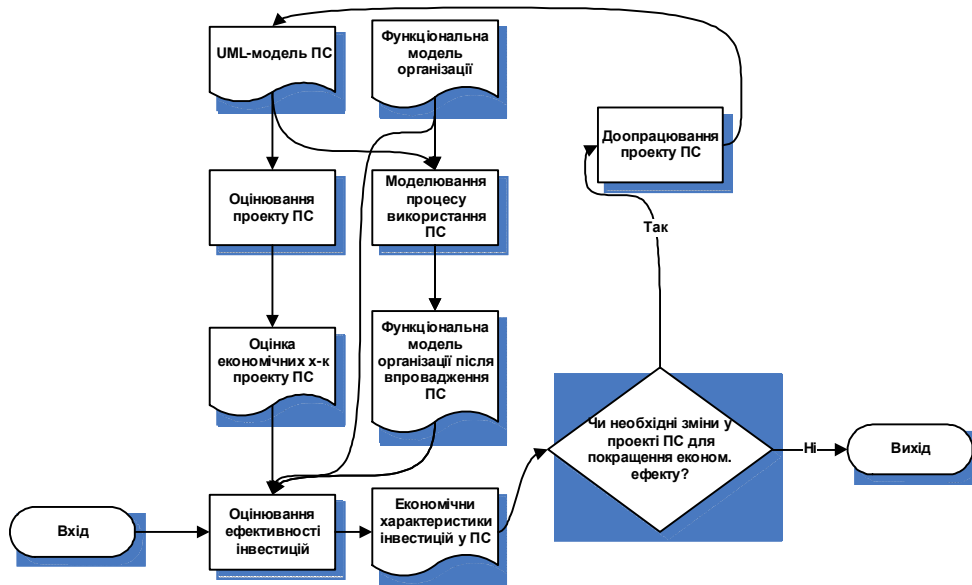 UML-модель ПС
Функціональна
модель
організації
Доопрацювання
проекту ПС
Оцінювання
проекту ПС
Моделювання
процесу
використання
ПС
Так
Оцінка
економічних х-к
проекту ПС
Функціональна
модель
організації після
впровадження
ПС
Чи необхідні зміни у
проекті ПС для
покращення економ.
ефекту?
Ні
Вихід
Вхід
Оцінювання
ефективності
інвестицій
Економічни
характеристики
інвестицій у ПС